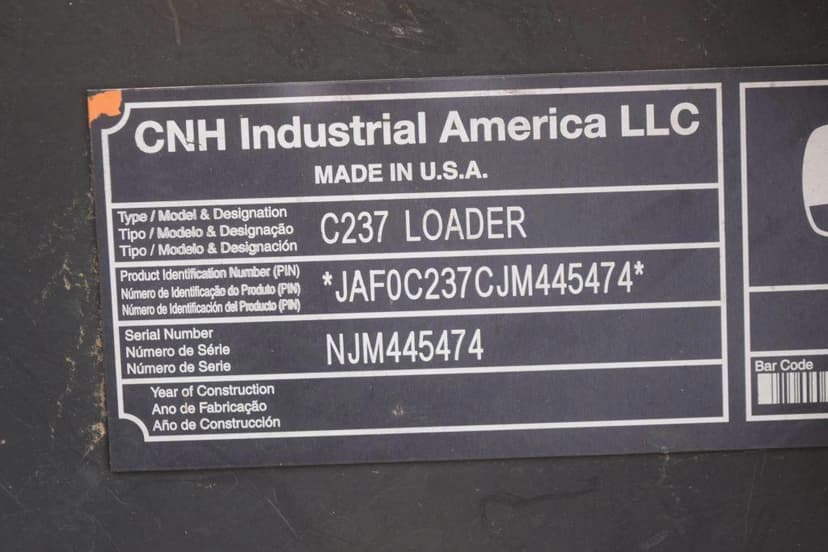 CNH Industrial America LLC
MADE IN U.S.A.
Type / Model & Designation
Tipo / Modelo & Designação
Tipo / Modelo & Designación
C237 LOADER
Product Identification Number (PIN)
Número de Identificação do Produto (PIN)
Número de Identificación del Producto (PIN)
*JAF0C237CJM445474*
Serial Number
Número de Série
Número de Serie
NJM445474
Year of Construction
Ano de Fabricação
Año de Construcción
Bar Code